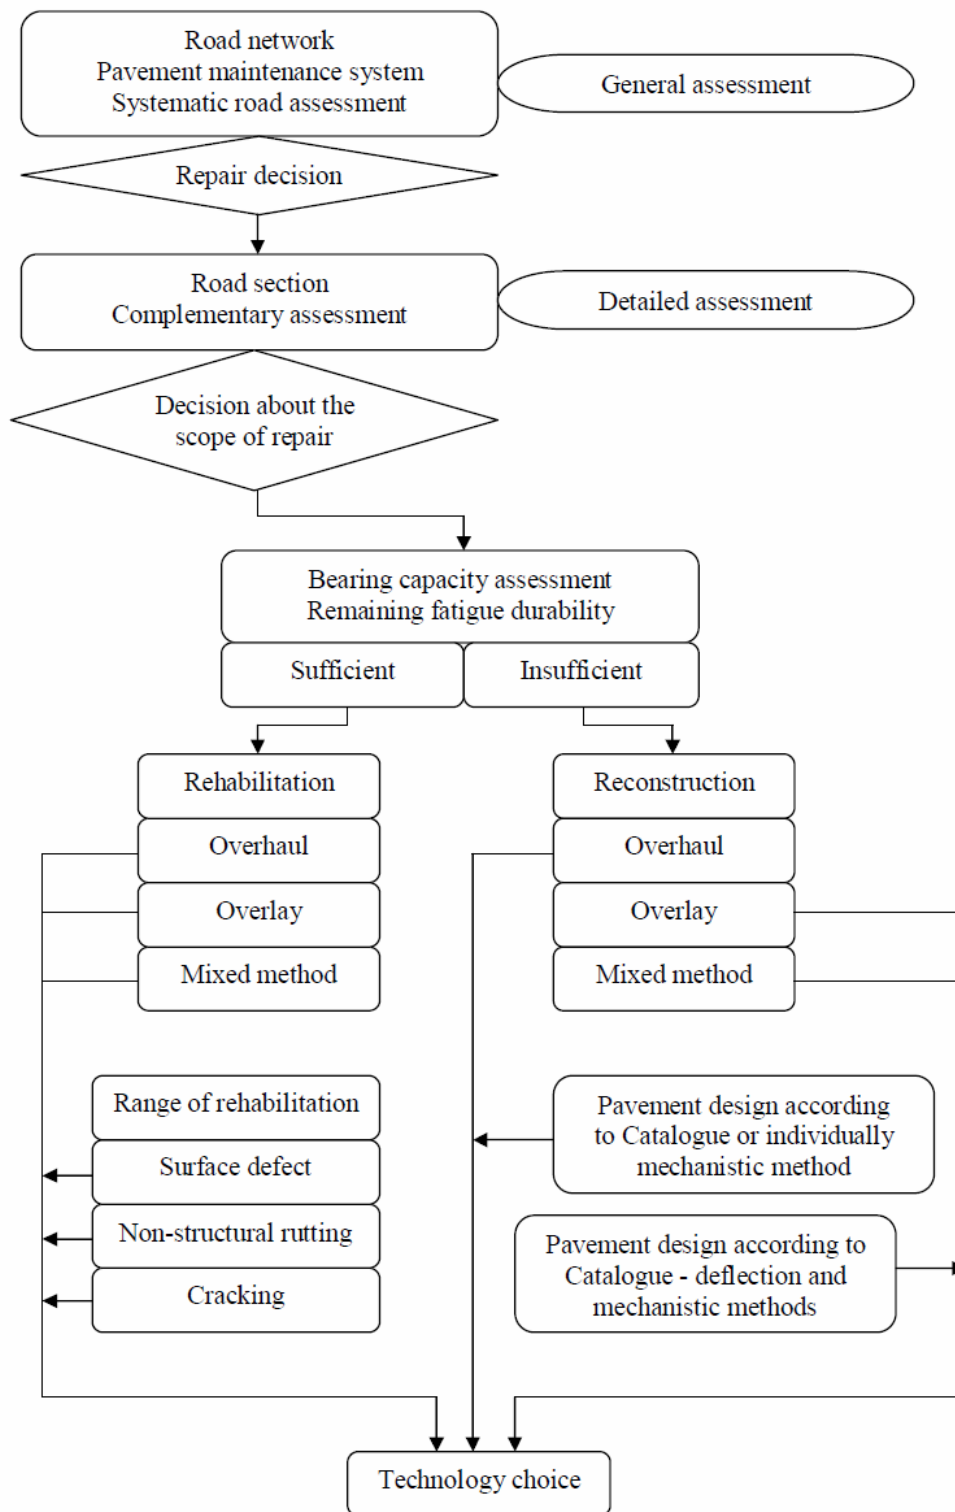 Road network
Pavement maintenance system
Systematic road assessment
General assessment
Repair decision
Road section
Complementary assessment
Detailed assessment
Decision about the
scope of repair
Bearing capacity assessment
Remaining fatigue durability
Sufficient
Insufficient
Rehabilitation
Overhaul
Overlay
Mixed method
Reconstruction
Overhaul
Overlay
Mixed method
Range of rehabilitation
Surface defect
Non-structural rutting
Cracking
Pavement design according
to Catalogue or individually
mechanistic method
Pavement design according to
Catalogue - deflection and
mechanistic methods
Technology choice